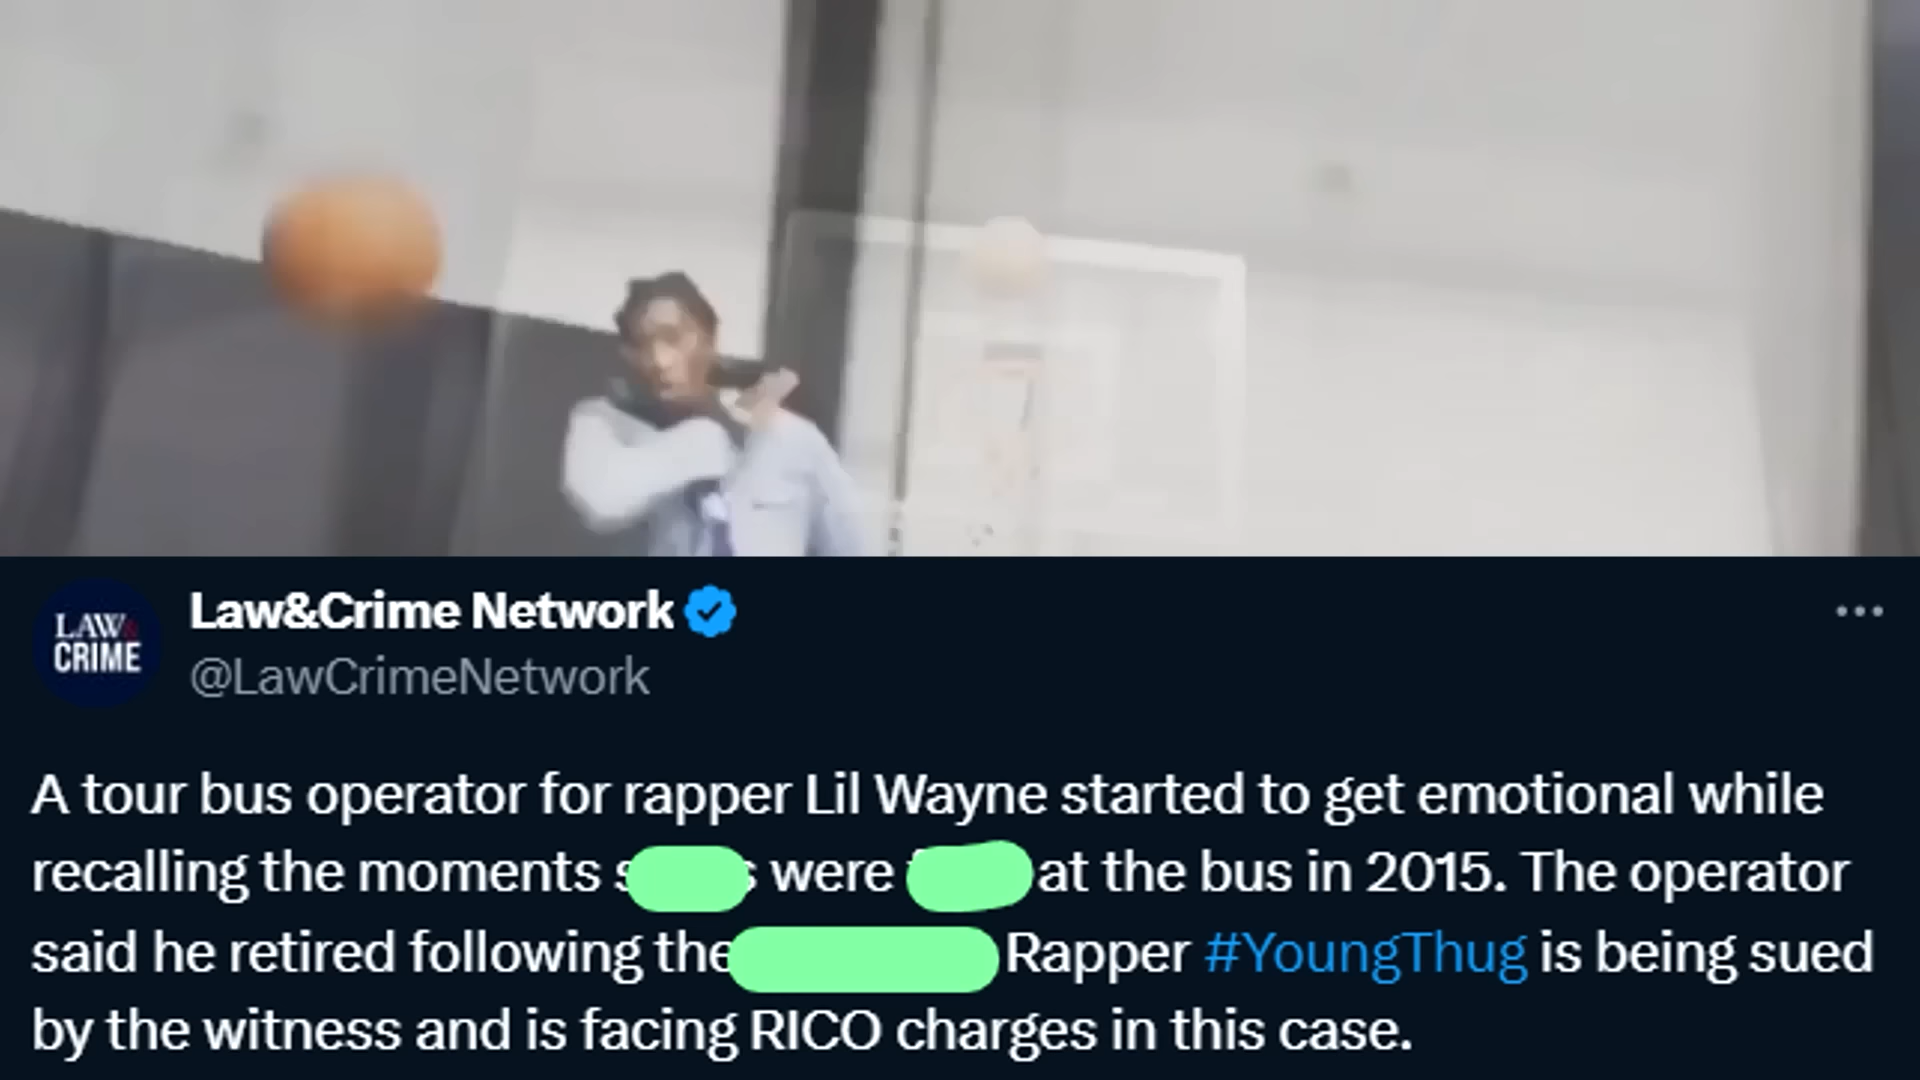 LAW&
CRIME
Law&Crime Network
@LawCrimeNetwork
A tour bus operator for rapper Lil Wayne started to get emotional while
recalling the moments were at the bus in 2015. The operator
said he retired following the Rapper #YoungThug is being sued
by the witness and is facing RICO charges in this case.